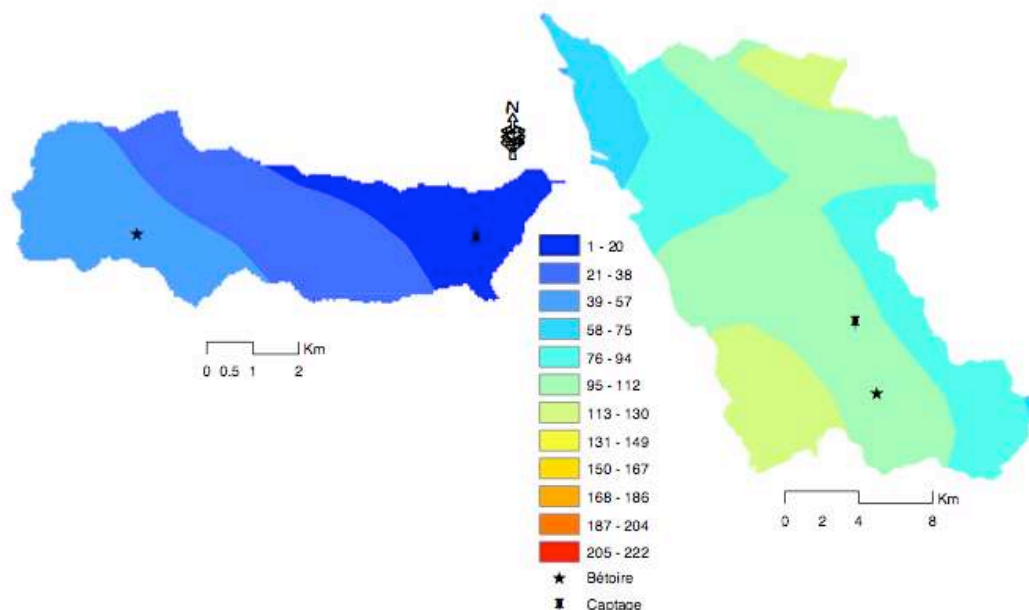 N
1 - 20
21 - 38
39 - 57
58 - 75
76 - 94
95 - 112
113 - 130
131 - 149
150 - 167
168 - 186
187 - 204
205 - 222
Bétoire
Captage
Km
0 0.5 1 2
Km
0 2 4 8